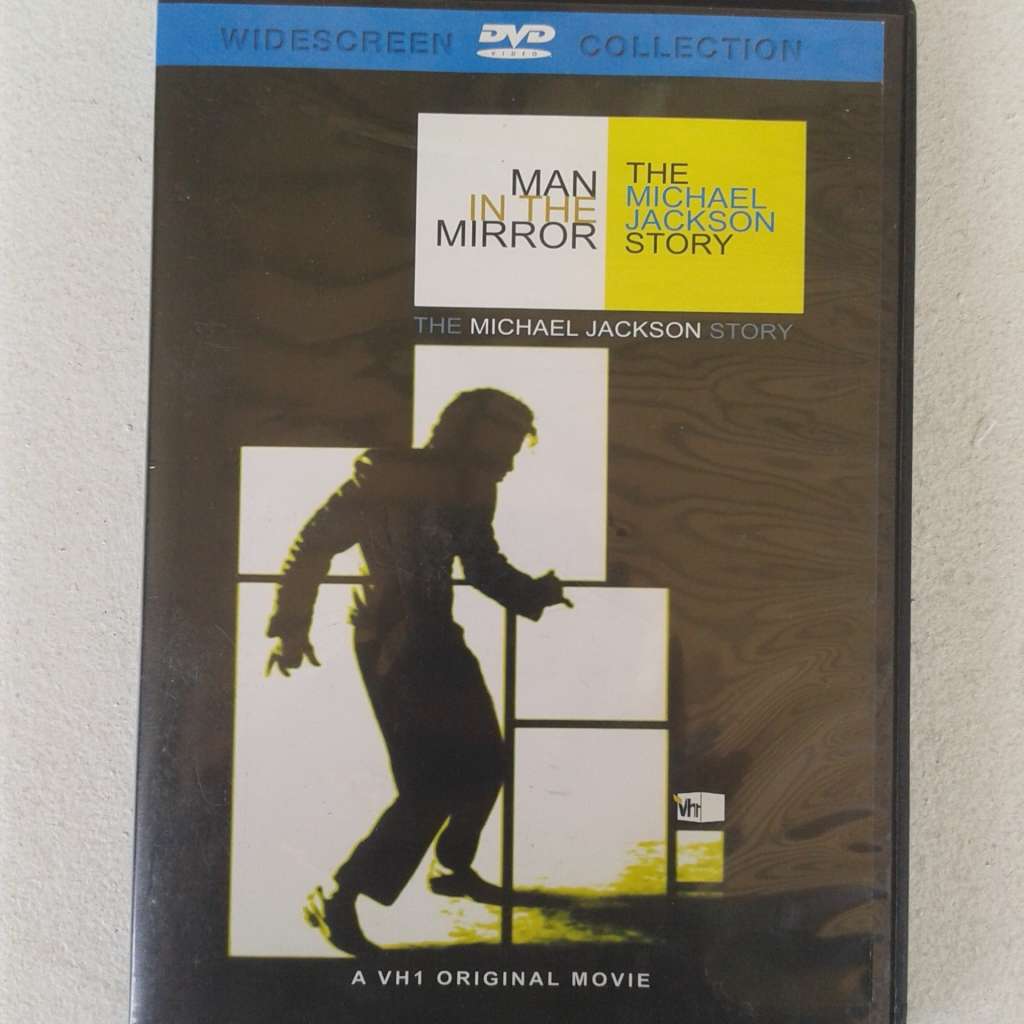 WIDESCREEN DVD VIDEO COLLECTION
MAN
IN THE
MIRROR
THE
MICHAEL
JACKSON
STORY
THE MICHAEL JACKSON STORY
Vh1
A VH1 ORIGINAL MOVIE